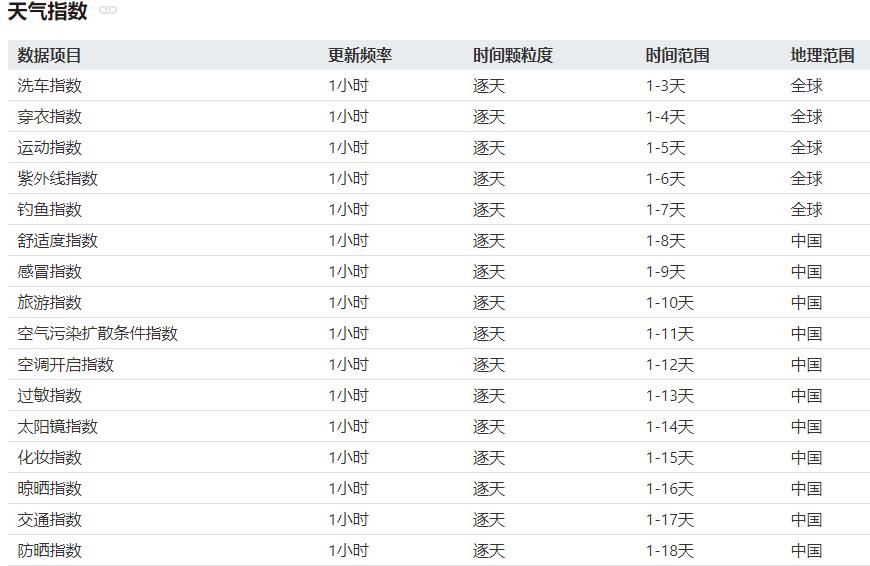 天气指数
数据项目 更新频率 时间颗粒度 时间范围 地理范围
洗车指数 1小时 逐天 1-3天 全球
穿衣指数 1小时 逐天 1-4天 全球
运动指数 1小时 逐天 1-5天 全球
紫外线指数 1小时 逐天 1-6天 全球
钓鱼指数 1小时 逐天 1-7天 全球
舒适度指数 1小时 逐天 1-8天 中国
感冒指数 1小时 逐天 1-9天 中国
旅游指数 1小时 逐天 1-10天 中国
空气污染扩散条件指数 1小时 逐天 1-11天 中国
空调开启指数 1小时 逐天 1-12天 中国
过敏指数 1小时 逐天 1-13天 中国
太阳镜指数 1小时 逐天 1-14天 中国
化妆指数 1小时 逐天 1-15天 中国
晾晒指数 1小时 逐天 1-16天 中国
交通指数 1小时 逐天 1-17天 中国
防晒指数 1小时 逐天 1-18天 中国